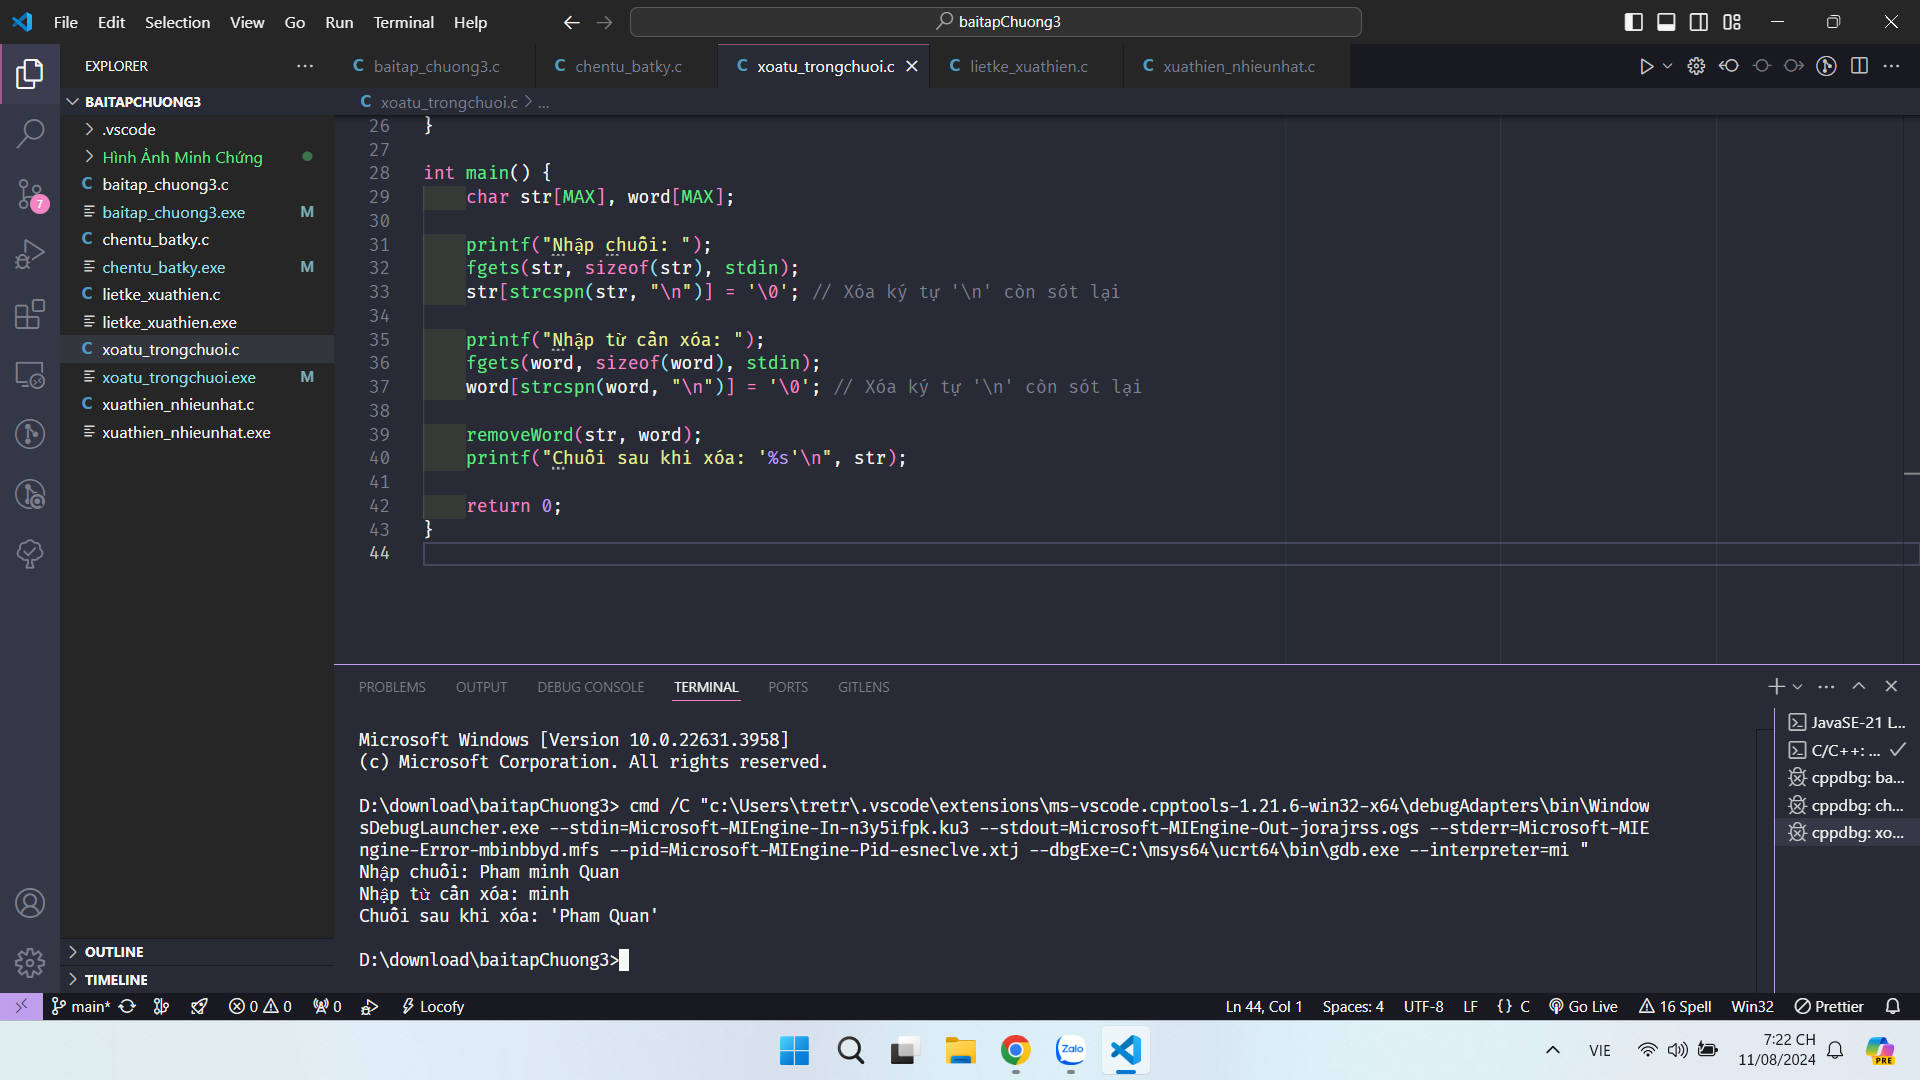 File Edit Selection View Go Run Terminal Help
baitapChuong3
EXPLORER
baitap_chuong3.c
chentu_batky.c
xoatu_trongchuoi.c
lietke_xuathien.c
xuathien_nhieunhat.c
BAITAPCHUONG3
.vscode
Hình Ảnh Minh Chứng
baitap_chuong3.c
baitap_chuong3.exe M
chentu_batky.c
chentu_batky.exe M
lietke_xuathien.c
lietke_xuathien.exe
xoatu_trongchuoi.c
xoatu_trongchuoi.exe M
xuathien_nhieunhat.c
xuathien_nhieunhat.exe
7
OUTLINE
TIMELINE
xoatu_trongchuoi.c > ...
26 }
27
28 int main() {
29 char str[MAX], word[MAX];
30
31 printf("Nhập chuỗi: ");
32 fgets(str, sizeof(str), stdin);
33 str[strcspn(str, "\n")] = '\0'; // Xóa ký tự '\n' còn sót lại
34
35 printf("Nhập từ cần xóa: ");
36 fgets(word, sizeof(word), stdin);
37 word[strcspn(word, "\n")] = '\0'; // Xóa ký tự '\n' còn sót lại
38
39 removeWord(str, word);
40 printf("Chuỗi sau khi xóa: '%s'\n", str);
41
42 return 0;
43 }
44
PROBLEMS OUTPUT DEBUG CONSOLE TERMINAL PORTS GITLENS
Microsoft Windows [Version 10.0.22631.3958]
(c) Microsoft Corporation. All rights reserved.
D:\download\baitapChuong3> cmd /C "c:\Users\tretr\.vscode\extensions\ms-vscode.cpptools-1.21.6-win32-x64\debugAdapters\bin\Window
sDebugLauncher.exe --stdin=Microsoft-MIEngine-In-n3y5ifpk.ku3 --stdout=Microsoft-MIEngine-Out-jorajrss.ogs --stderr=Microsoft-MIE
ngine-Error-mbinbbyd.mfs --pid=Microsoft-MIEngine-Pid-esneclve.xtj --dbgExe=C:\msys64\ucrt64\bin\gdb.exe --interpreter=mi "
Nhập chuỗi: Pham minh Quan
Nhập từ cần xóa: minh
Chuỗi sau khi xóa: 'Pham Quan'
D:\download\baitapChuong3>
JavaSE-21 L...
C/C++: ...
cppdbg: ba...
cppdbg: ch...
cppdbg: xo...
main* 0 0 0 Locofy
Ln 44, Col 1 Spaces: 4 UTF-8 LF {} C Go Live 16 Spell Win32 Prettier
Zalo
VIE
7:22 CH
11/08/2024
PRE